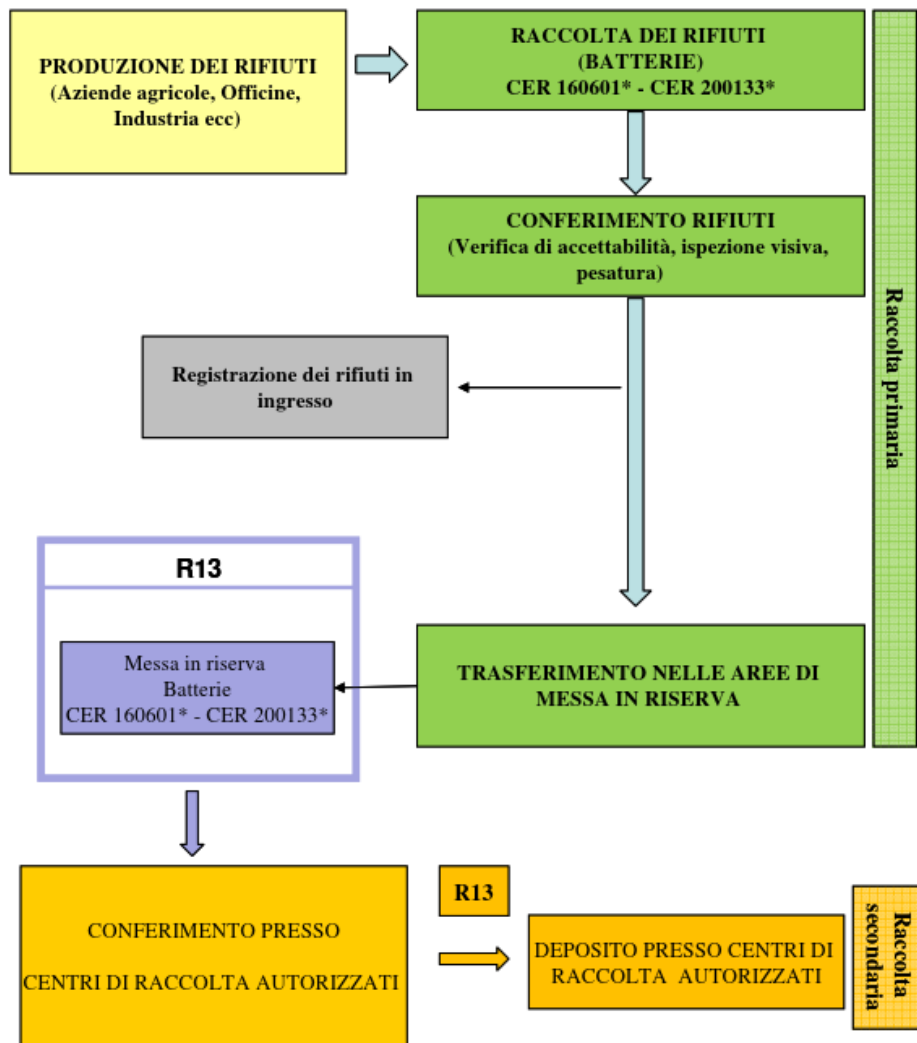 PRODUZIONE DEI RIFIUTI
(Aziende agricole, Officine,
Industria ecc)
RACCOLTA DEI RIFIUTI
(BATTERIE)
CER 160601* - CER 200133*
CONFERIMENTO RIFIUTI
(Verifica di accettabilità, ispezione visiva,
pesatura)
Raccolta primaria
Registrazione dei rifiuti in
ingresso
R13
Messa in riserva
Batterie
CER 160601* - CER 200133*
TRASFERIMENTO NELLE AREE DI
MESSA IN RISERVA
CONFERIMENTO PRESSO
CENTRI DI RACCOLTA AUTORIZZATI
R13
DEPOSITO PRESSO CENTRI DI
RACCOLTA AUTORIZZATI
Raccolta
secondaria